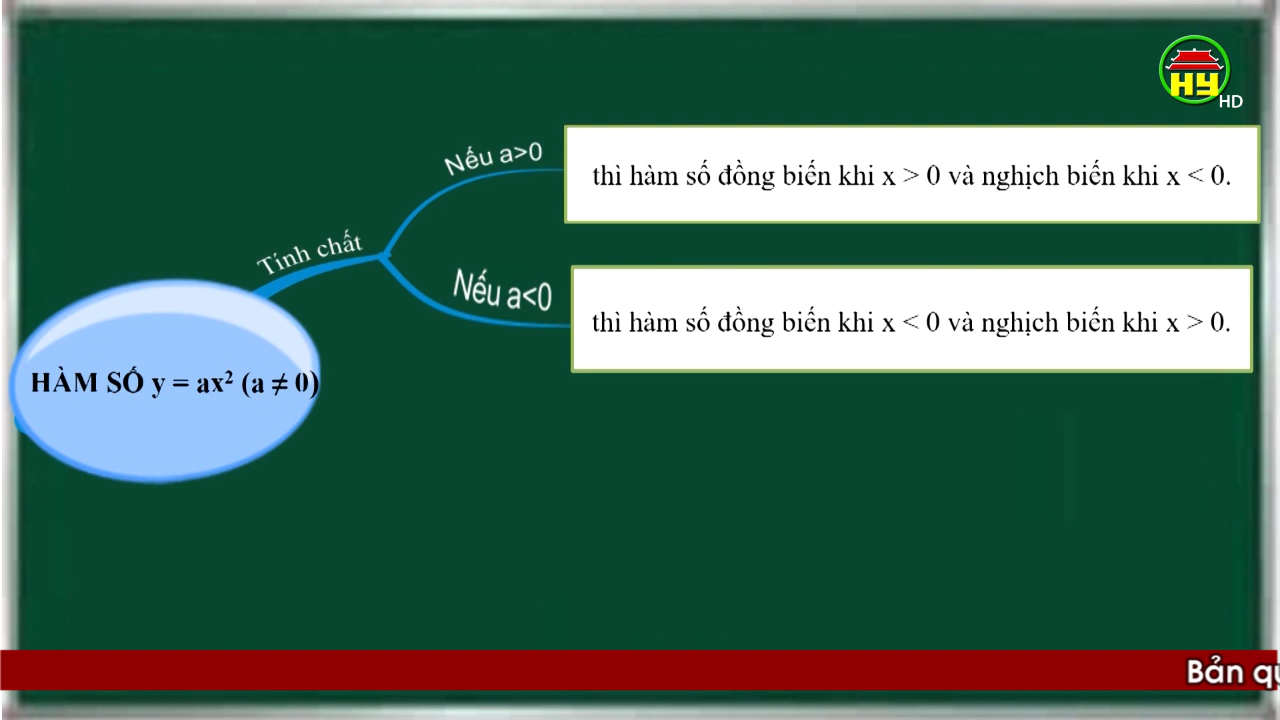 HY
HD
Nếu a>0
thì hàm số đồng biến khi x > 0 và nghịch biến khi x < 0.
Tính chất
Nếu a<0
thì hàm số đồng biến khi x < 0 và nghịch biến khi x > 0.
HÀM SỐ y = ax² (a ≠ 0)
Bản